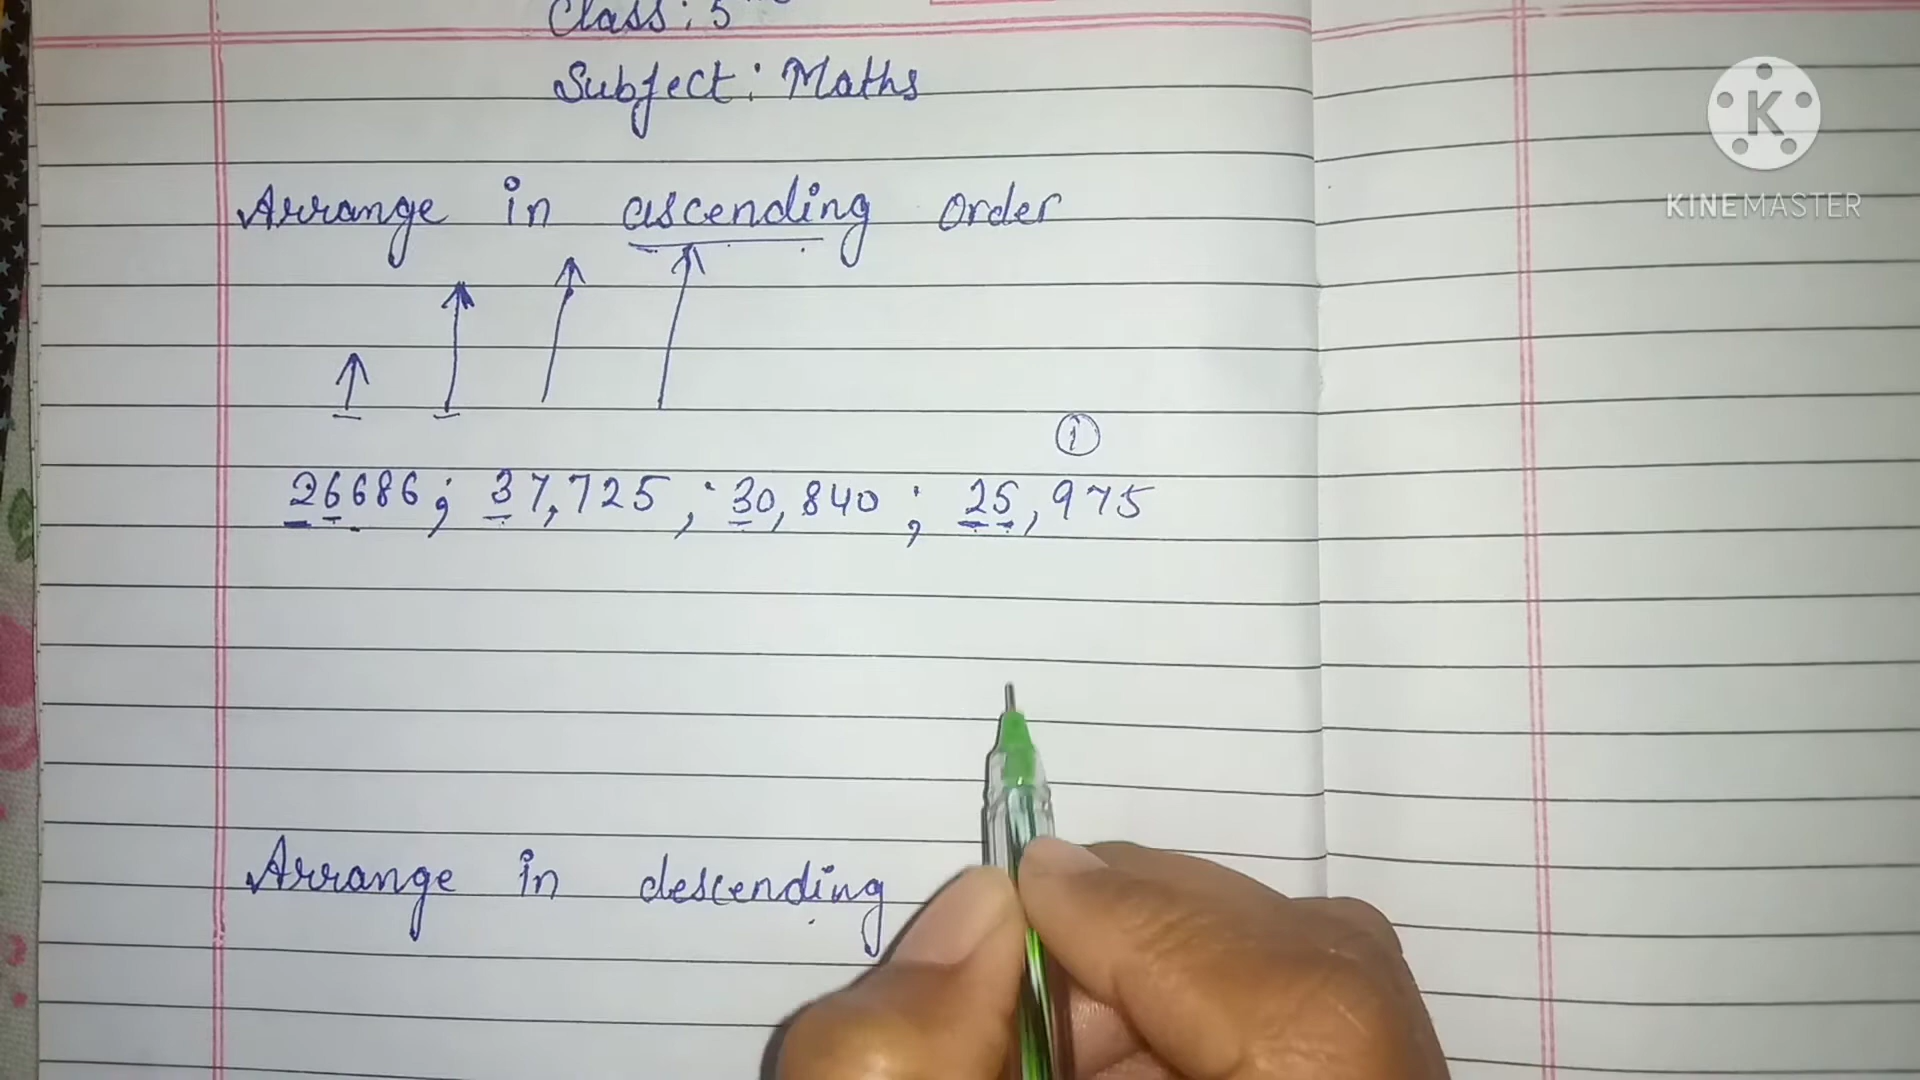 Class: 5
Subject: Maths
K
KINEMASTER
Arrange in ascending order
1
26686; 37,725; 30,840; 25,975
Arrange in descending